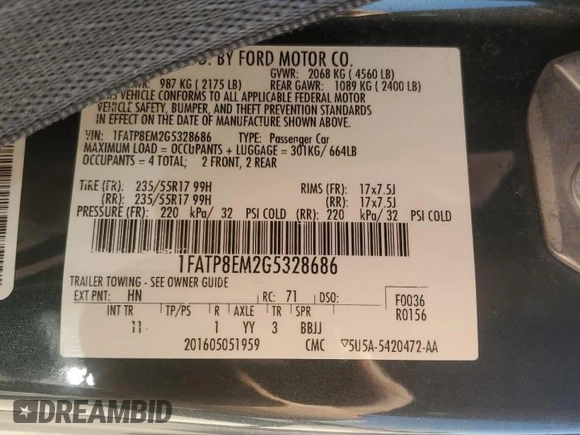 D. BY FORD MOTOR CO.
GVWR: 2068 KG ( 4560 LB)
987 KG ( 2175 LB) REAR GAWR: 1089 KG ( 2400 LB)
VEHICLE CONFORMS TO ALL APPLICABLE FEDERAL MOTOR
VEHICLE SAFETY, BUMPER, AND THEFT PREVENTION STANDARDS
IN EFFECT ON THE DATE OF MANUFACTURE SHOWN ABOVE.
VIN: 1FATP8EM2G5328686 TYPE: Passenger Car
MAXIMUM LOAD = OCCUPANTS + LUGGAGE = 301KG/ 664LB
OCCUPANTS = 4 TOTAL; 2 FRONT, 2 REAR
TIRE (FR): 235/55R17 99H RIMS (FR): 17x7.5J
(RR): 235/55R17 99H (RR): 17x7.5J
PRESSURE (FR): 220 kPa/ 32 PSI COLD (RR) 220 kPa/ 32 PSI COLD
1FATP8EM2G5328686
TRAILER TOWING – SEE OWNER GUIDE
EXT PNT: HN RC: 71 DSO: F0036
INT TR TP/PS R AXLE TR SPR R0156
11 1 YY 3 BBJJ
201605051959 CMC ▽5U5A-5420472-AA
DREAMBID